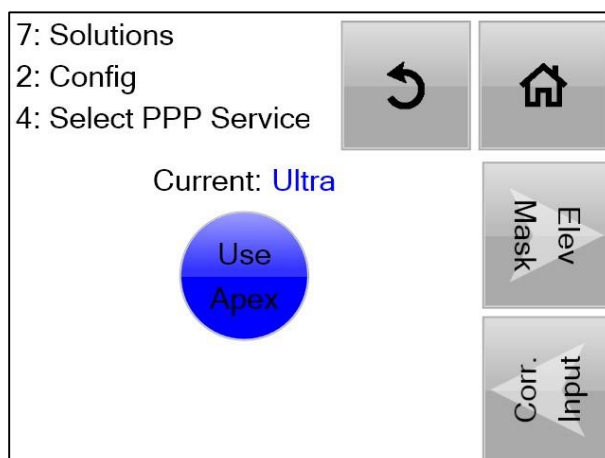 7: Solutions
2: Config
4: Select PPP Service
Current: Ultra
Use
Apex
Elev
Mask
Input
Corr.